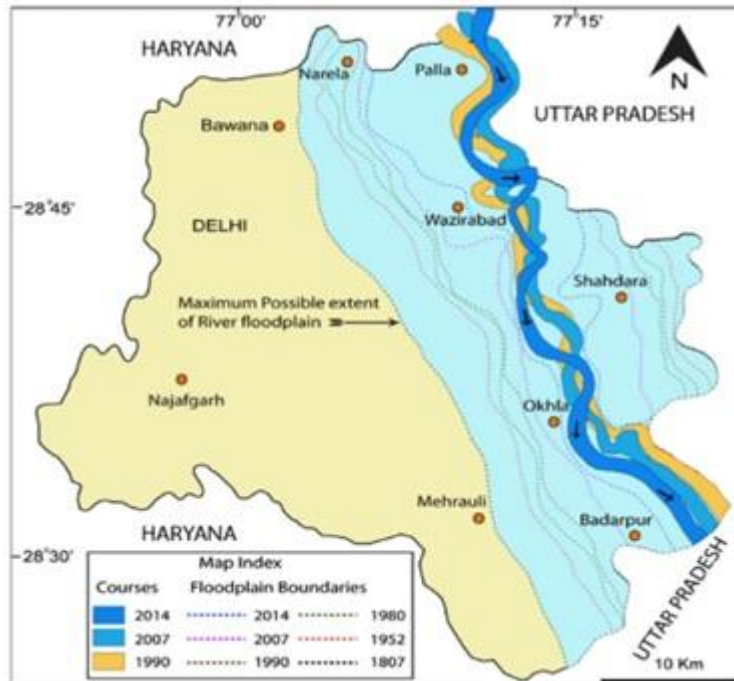 77°00'
77°15'
HARYANA
Narela
Palla
N
UTTAR PRADESH
Bawana
28°45'
Wazirabad
DELHI
Shahdara
Maximum Possible extent
of River floodplain
Najafgarh
Okhla
Mehrauli
Badarpur
HARYANA
28°30'
UTTAR PRADESH
Map Index
Courses Floodplain Boundaries
2014 2014 1980
2007 2007 1952
1990 1990 1807
10 Km